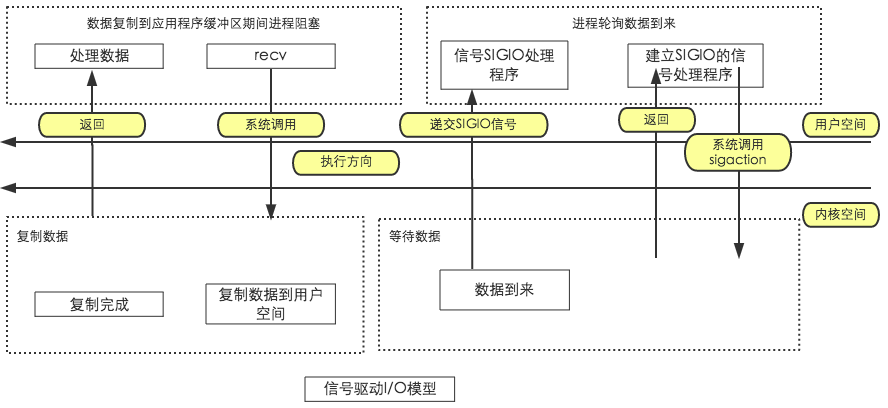 数据复制到应用程序缓冲区期间进程阻塞
进程轮询数据到来
处理数据
recv
信号SIGIO处理
程序
建立SIGIO的信
号处理程序
返回
系统调用
递交SIGIO信号
返回
用户空间
系统调用
sigaction
执行方向
内核空间
复制数据
等待数据
复制完成
复制数据到用户
空间
数据到来
信号驱动I/O模型